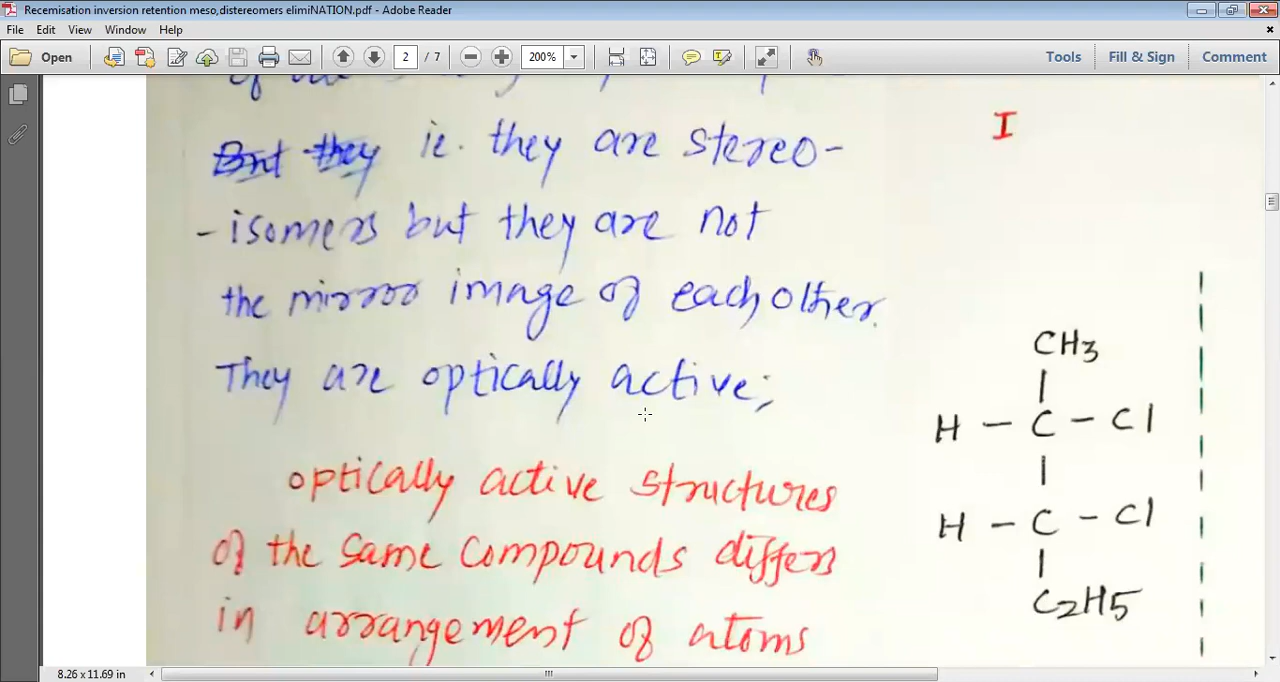 Recemisation inversion retention meso,distereomers elimiNATION.pdf - Adobe Reader
File Edit View Window Help
Open 2 / 7 200% Tools Fill & Sign Comment
I
But they ie. they are stereo-
-isomers but they are not
the mirror image of each other.
They are optically active;
optically active structures
of the same compounds differs
in arrangement of atoms
CH3
H - C - Cl
H - C - Cl
C2H5
8.26 x 11.69 in